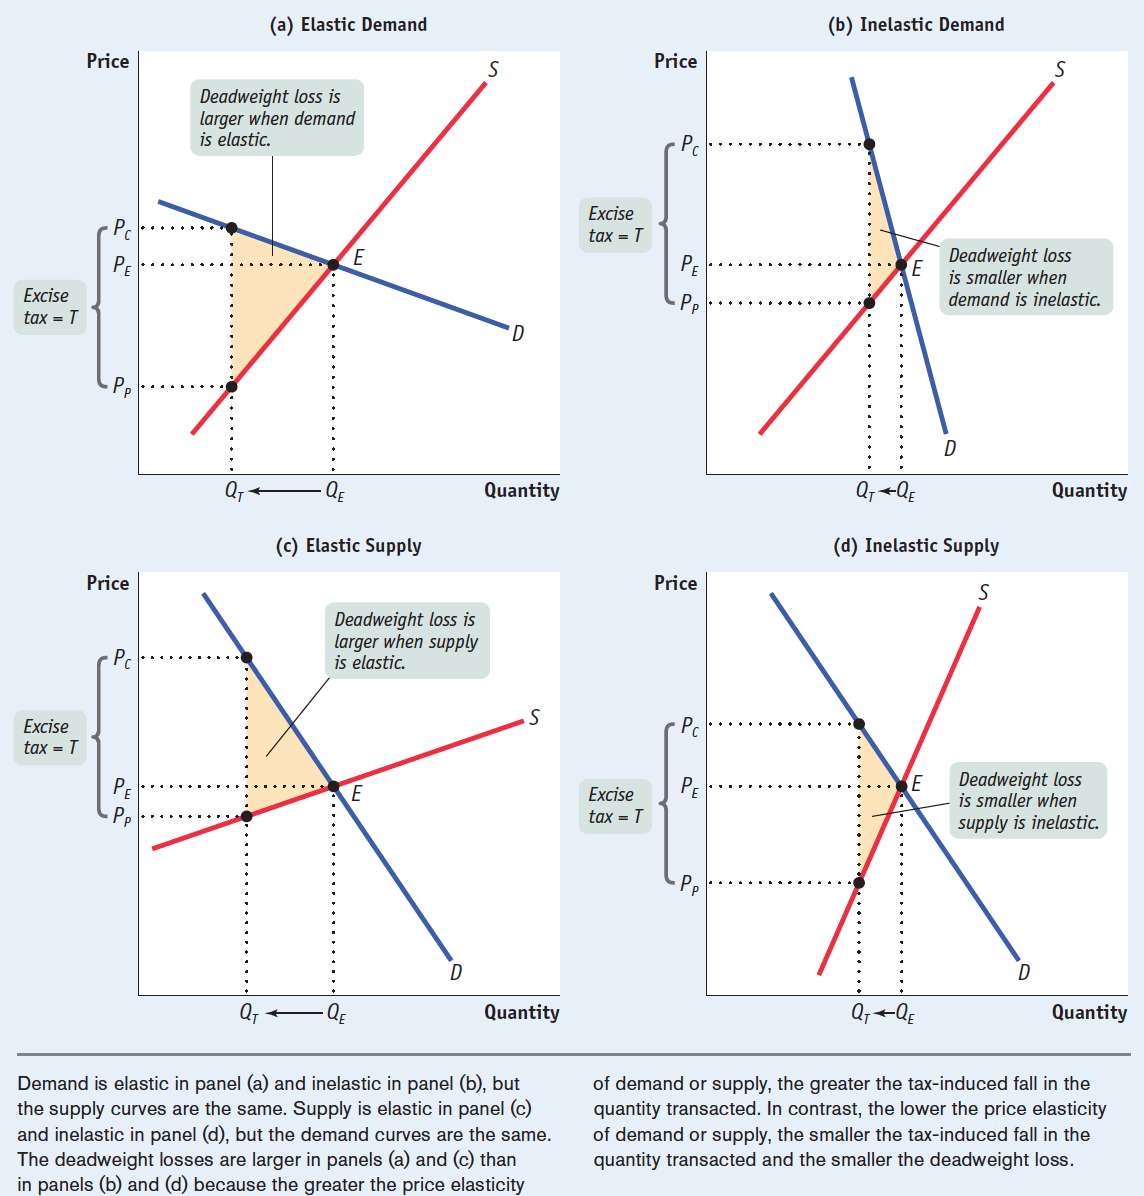 (a) Elastic Demand
Price
S
Deadweight loss is
larger when demand
is elastic.
P_C
P_E
Excise
tax = T
E
D
P_P
Q_T
Q_E
Quantity
(b) Inelastic Demand
Price
S
P_C
Excise
tax = T
P_E
E
Deadweight loss
is smaller when
demand is inelastic.
P_P
D
Q_T
Q_E
Quantity
(c) Elastic Supply
Price
Deadweight loss is
larger when supply
is elastic.
P_C
S
Excise
tax = T
P_E
E
P_P
D
Q_T
Q_E
Quantity
(d) Inelastic Supply
Price
S
P_C
P_E
E
Excise
tax = T
Deadweight loss
is smaller when
supply is inelastic.
P_P
D
Q_T
Q_E
Quantity
Demand is elastic in panel (a) and inelastic in panel (b), but
the supply curves are the same. Supply is elastic in panel (c)
and inelastic in panel (d), but the demand curves are the same.
The deadweight losses are larger in panels (a) and (c) than
in panels (b) and (d) because the greater the price elasticity
of demand or supply, the greater the tax-induced fall in the
quantity transacted. In contrast, the lower the price elasticity
of demand or supply, the smaller the tax-induced fall in the
quantity transacted and the smaller the deadweight loss.